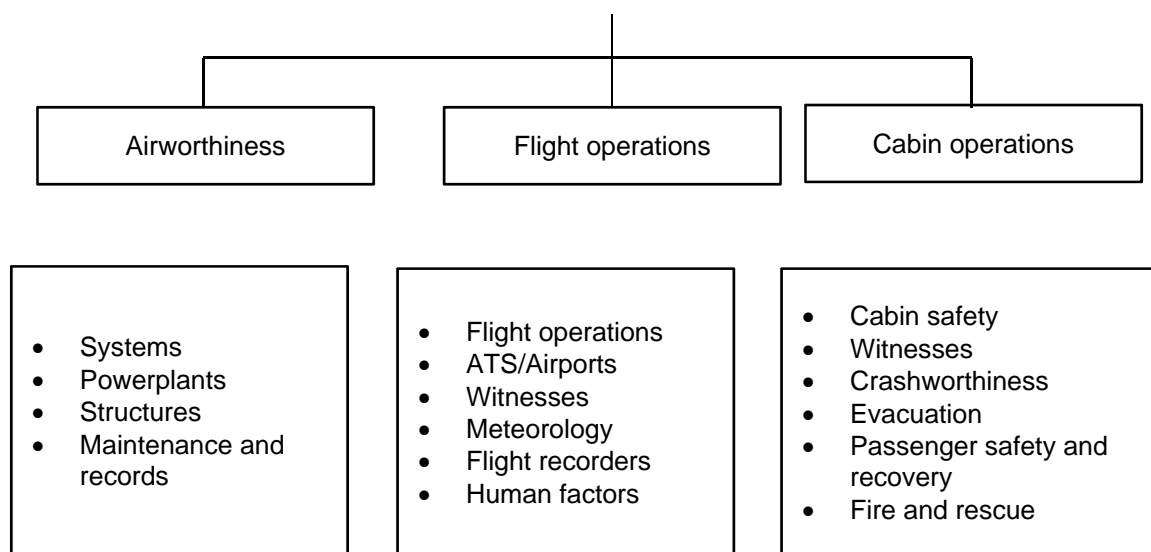 Airworthiness
Flight operations
Cabin operations
• Systems
• Powerplants
• Structures
• Maintenance and
records
• Flight operations
• ATS/Airports
• Witnesses
• Meteorology
• Flight recorders
• Human factors
• Cabin safety
• Witnesses
• Crashworthiness
• Evacuation
• Passenger safety and
recovery
• Fire and rescue